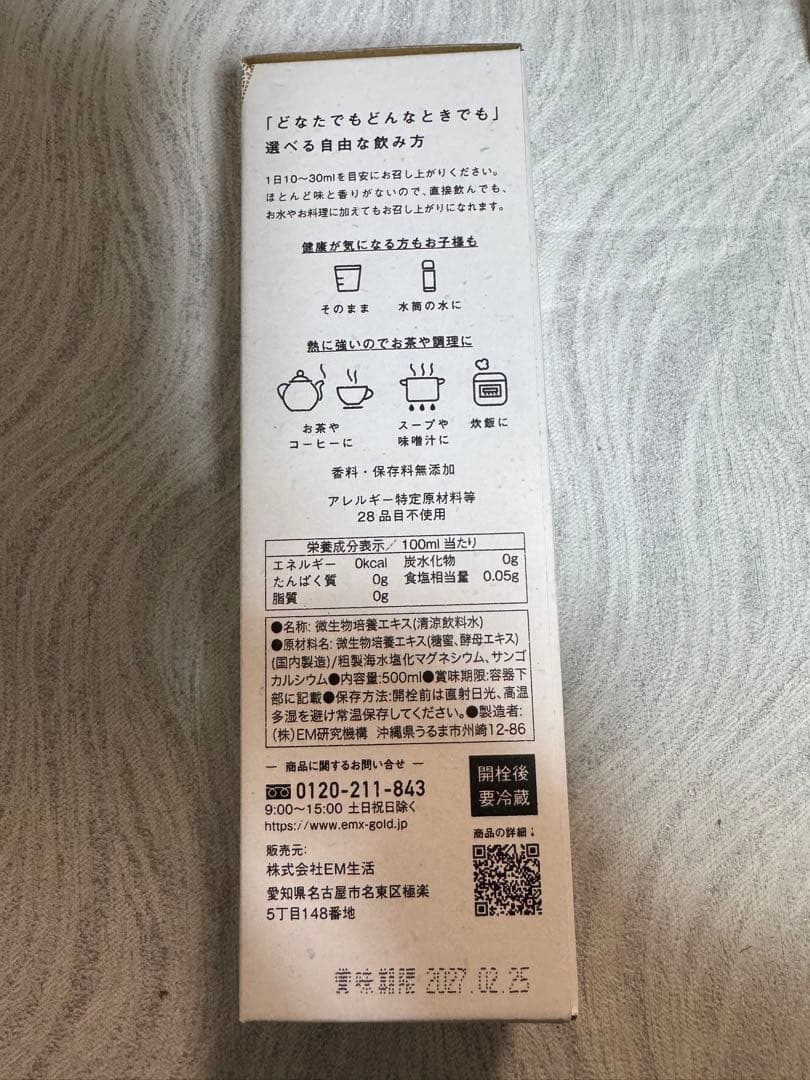 「どなたでもどんなときでも」
選べる自由な飲み方
1日10〜30mlを目安にお召し上がりください。
ほとんど味と香りがないので、直接飲んでも、
お水やお料理に加えてもお召し上がりになれます。
健康が気になる方もお子様も
そのまま 水筒の水に
熱に強いのでお茶や調理に
お茶や
コーヒーに
スープや
味噌汁に
炊飯に
香料・保存料無添加
アレルギー特定原材料等
28品目不使用
栄養成分表示/100ml当たり
エネルギー 0kcal 炭水化物 0g
たんぱく質 0g 食塩相当量 0.05g
脂質 0g
●名称: 微生物培養エキス(清涼飲料水)
●原材料名: 微生物培養エキス(糖蜜、酵母エキス)
(国内製造)/粗製海水塩化マグネシウム、サンゴ
カルシウム●内容量:500ml●賞味期限:容器下
部に記載●保存方法:開栓前は直射日光、高温
多湿を避け常温保存してください。●製造者:
(株)EM研究機構 沖縄県うるま市州崎12-86
― 商品に関するお問い合せ ―
0120-211-843
9:00〜15:00 土日祝日除く
https://www.emx-gold.jp
開栓後
要冷蔵
商品の詳細↓
販売元:
株式会社EM生活
愛知県名古屋市名東区極楽
5丁目148番地
賞味期限 2027.02.25